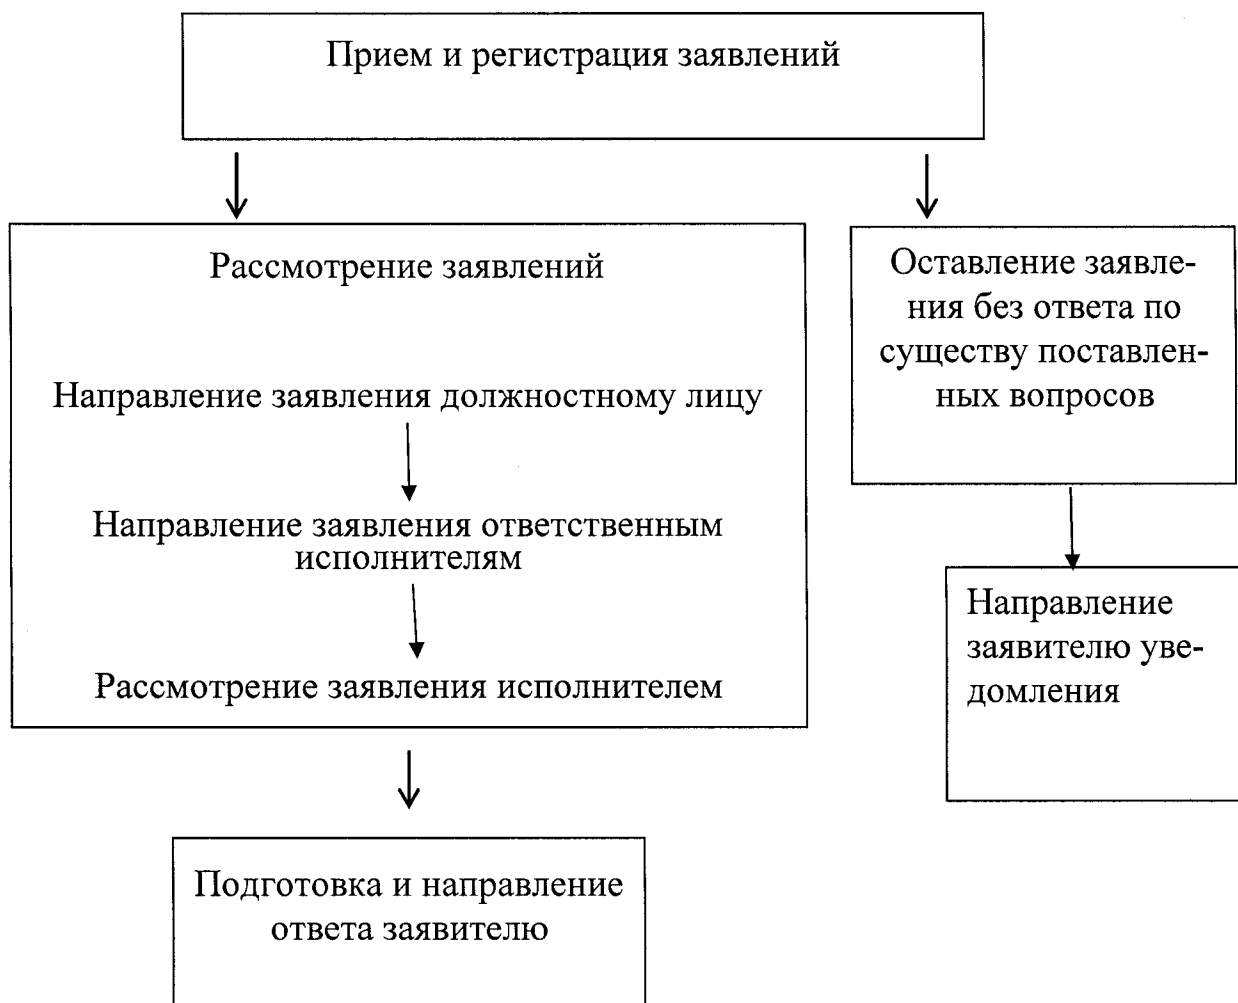 Прием и регистрация заявлений
Рассмотрение заявлений
Направление заявления должностному лицу
Направление заявления ответственным
исполнителям
Рассмотрение заявления исполнителем
Подготовка и направление
ответа заявителю
Оставление заявле-
ния без ответа по
существу поставлен-
ных вопросов
Направление
заявителю уве-
домления